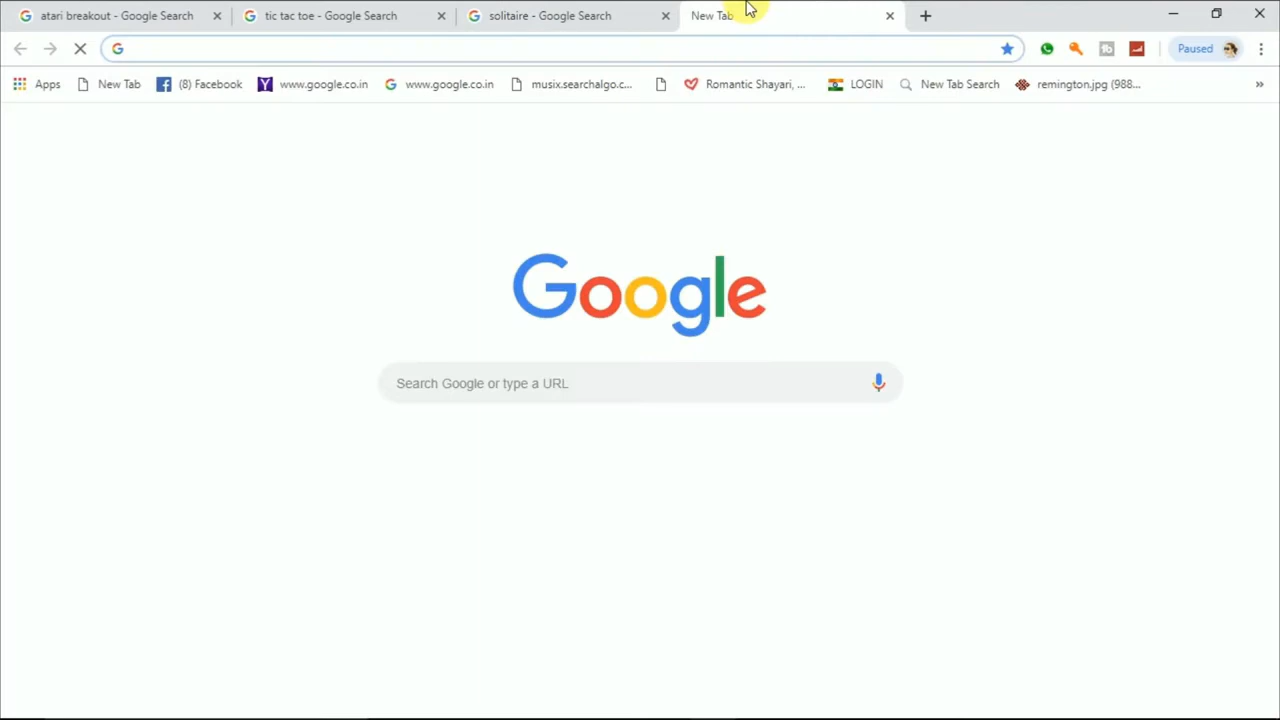 atari breakout - Google Search
tic tac toe - Google Search
solitaire - Google Search
New Tab
Paused
Apps
New Tab
(8) Facebook
www.google.co.in
www.google.co.in
musix.searchalgo.c...
Romantic Shayari, ...
LOGIN
New Tab Search
remington.jpg (988...
Google
Search Google or type a URL